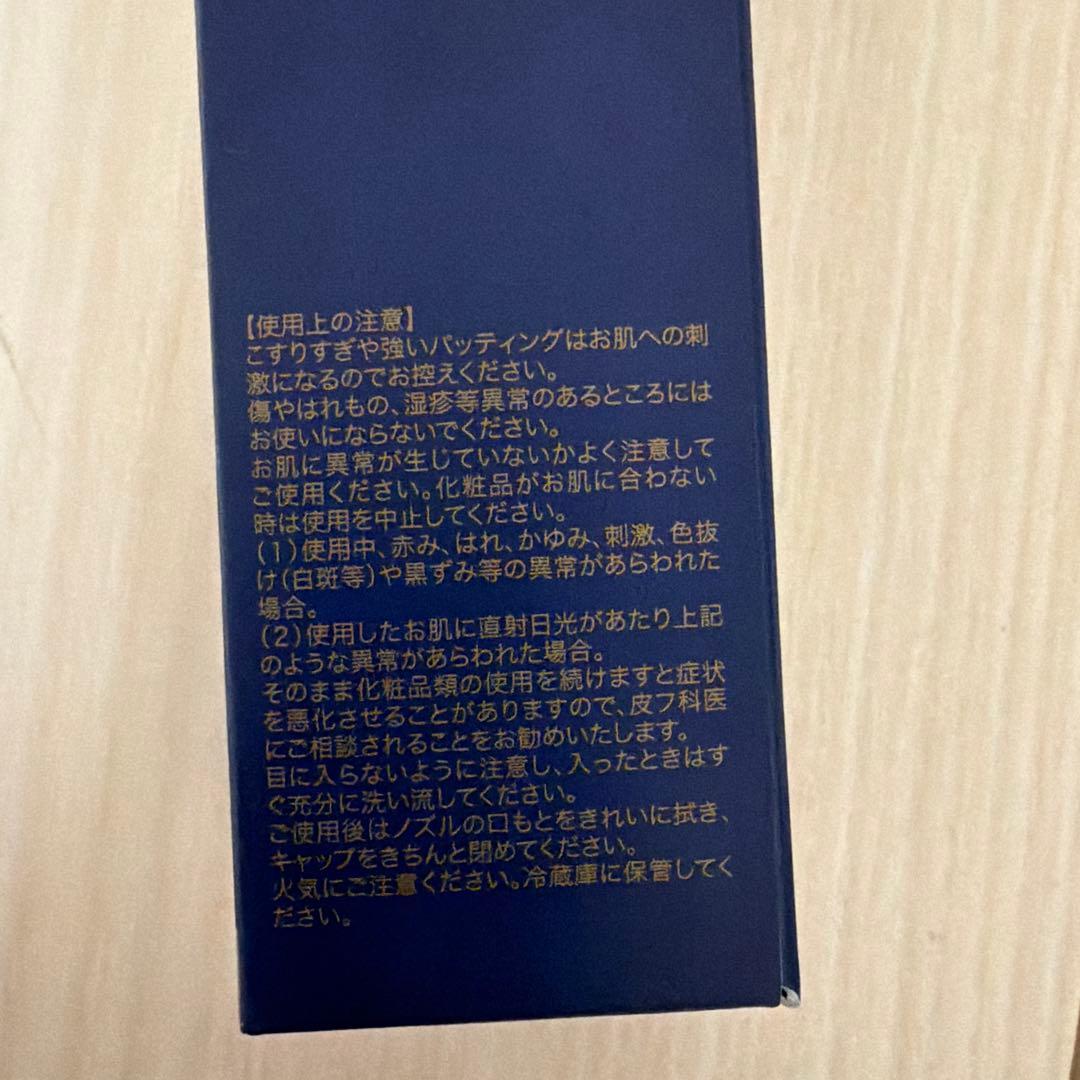 【使用上の注意】
こすりすぎや強いパッティングはお肌への刺
激になるのでお控えください。
傷やはれもの、湿疹等異常のあるところには
お使いにならないでください。
お肌に異常が生じていないかよく注意して
ご使用ください。化粧品がお肌に合わない
時は使用を中止してください。
(1)使用中、赤み、はれ、かゆみ、刺激、色抜
け(白斑等)や黒ずみ等の異常があらわれた
場合。
(2)使用したお肌に直射日光があたり上記
のような異常があらわれた場合。
そのまま化粧品類の使用を続けますと症状
を悪化させることがありますので、皮フ科医
にご相談されることをお勧めいたします。
目に入らないように注意し、入ったときはす
ぐ充分に洗い流してください。
ご使用後はノズルの口もとをきれいに拭き、
キャップをきちんと閉めてください。
火気にご注意ください。冷蔵庫に保管してく
ださい。